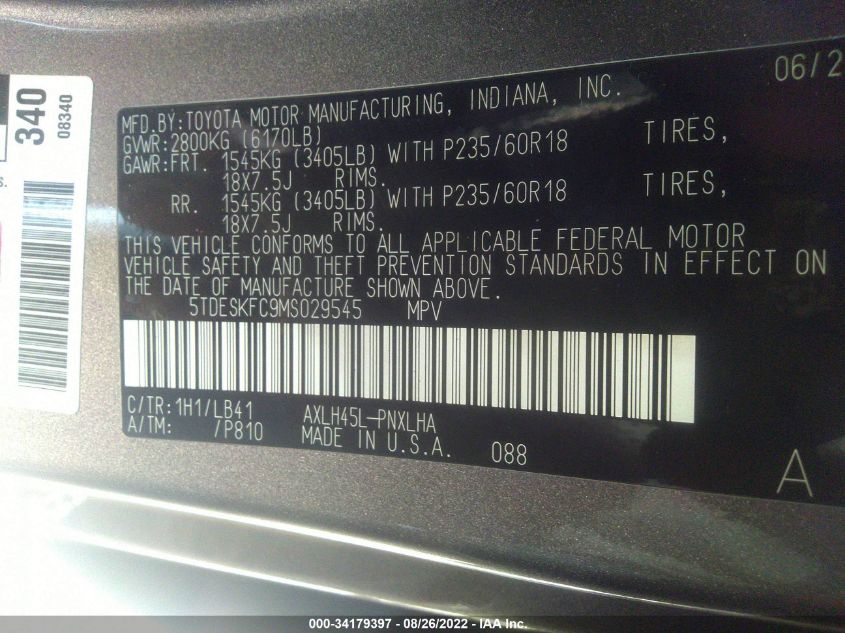 340
08340
s.
06/2
MFD.BY:TOYOTA MOTOR MANUFACTURING, INDIANA, INC.
GVWR:2800KG (6170LB)
GAWR:FRT. 1545KG (3405LB) WITH P235/60R18 TIRES,
18X7.5J RIMS.
RR. 1545KG (3405LB) WITH P235/60R18 TIRES,
18X7.5J RIMS.
THIS VEHICLE CONFORMS TO ALL APPLICABLE FEDERAL MOTOR
VEHICLE SAFETY AND THEFT PREVENTION STANDARDS IN EFFECT ON
THE DATE OF MANUFACTURE SHOWN ABOVE.
5TDESKFC9MS029545 MPV
C/TR:1H1/LB41 AXLH45L-PNXLHA
A/TM: /P810 MADE IN U.S.A. 088
A
000-34179397 - 08/26/2022 - IAA Inc.